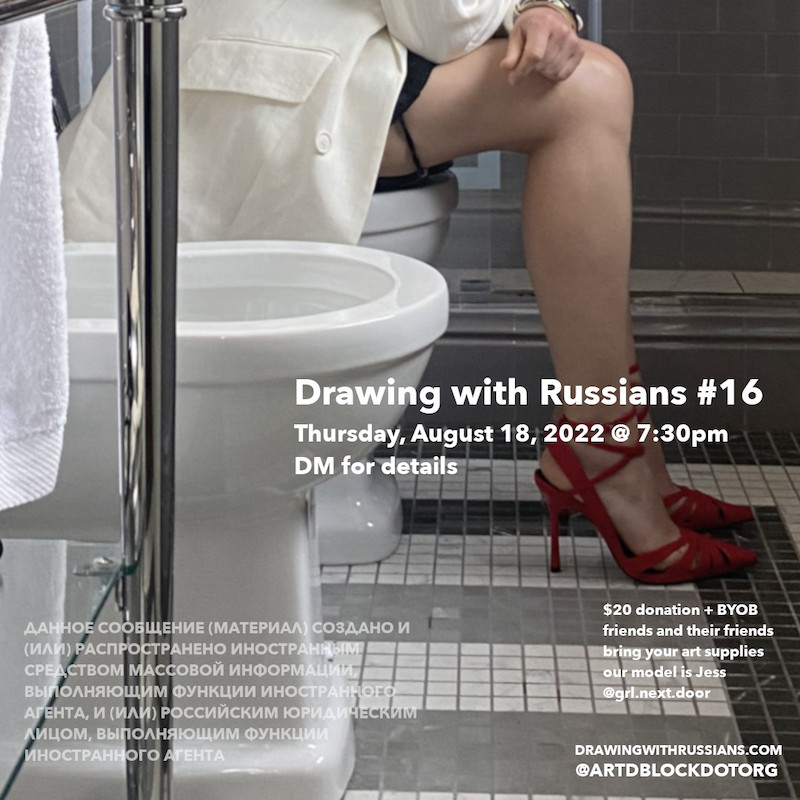 Drawing with Russians #16
Thursday, August 18, 2022 @ 7:30pm
DM for details
$20 donation + BYOB
friends and their friends
bring your art supplies
our model is Jess
@grl.next.door
ДАННОЕ СООБЩЕНИЕ (МАТЕРИАЛ) СОЗДАНО И
(ИЛИ) РАСПРОСТРАНЕНО ИНОСТРАННЫМ
СРЕДСТВОМ МАССОВОЙ ИНФОРМАЦИИ,
ВЫПОЛНЯЮЩИМ ФУНКЦИИ ИНОСТРАННОГО
АГЕНТА, И (ИЛИ) РОССИЙСКИМ ЮРИДИЧЕСКИМ
ЛИЦОМ, ВЫПОЛНЯЮЩИМ ФУНКЦИИ
ИНОСТРАННОГО АГЕНТА
DRAWINGWITHRUSSIANS.COM
@ARTDBLOCKDOTORG